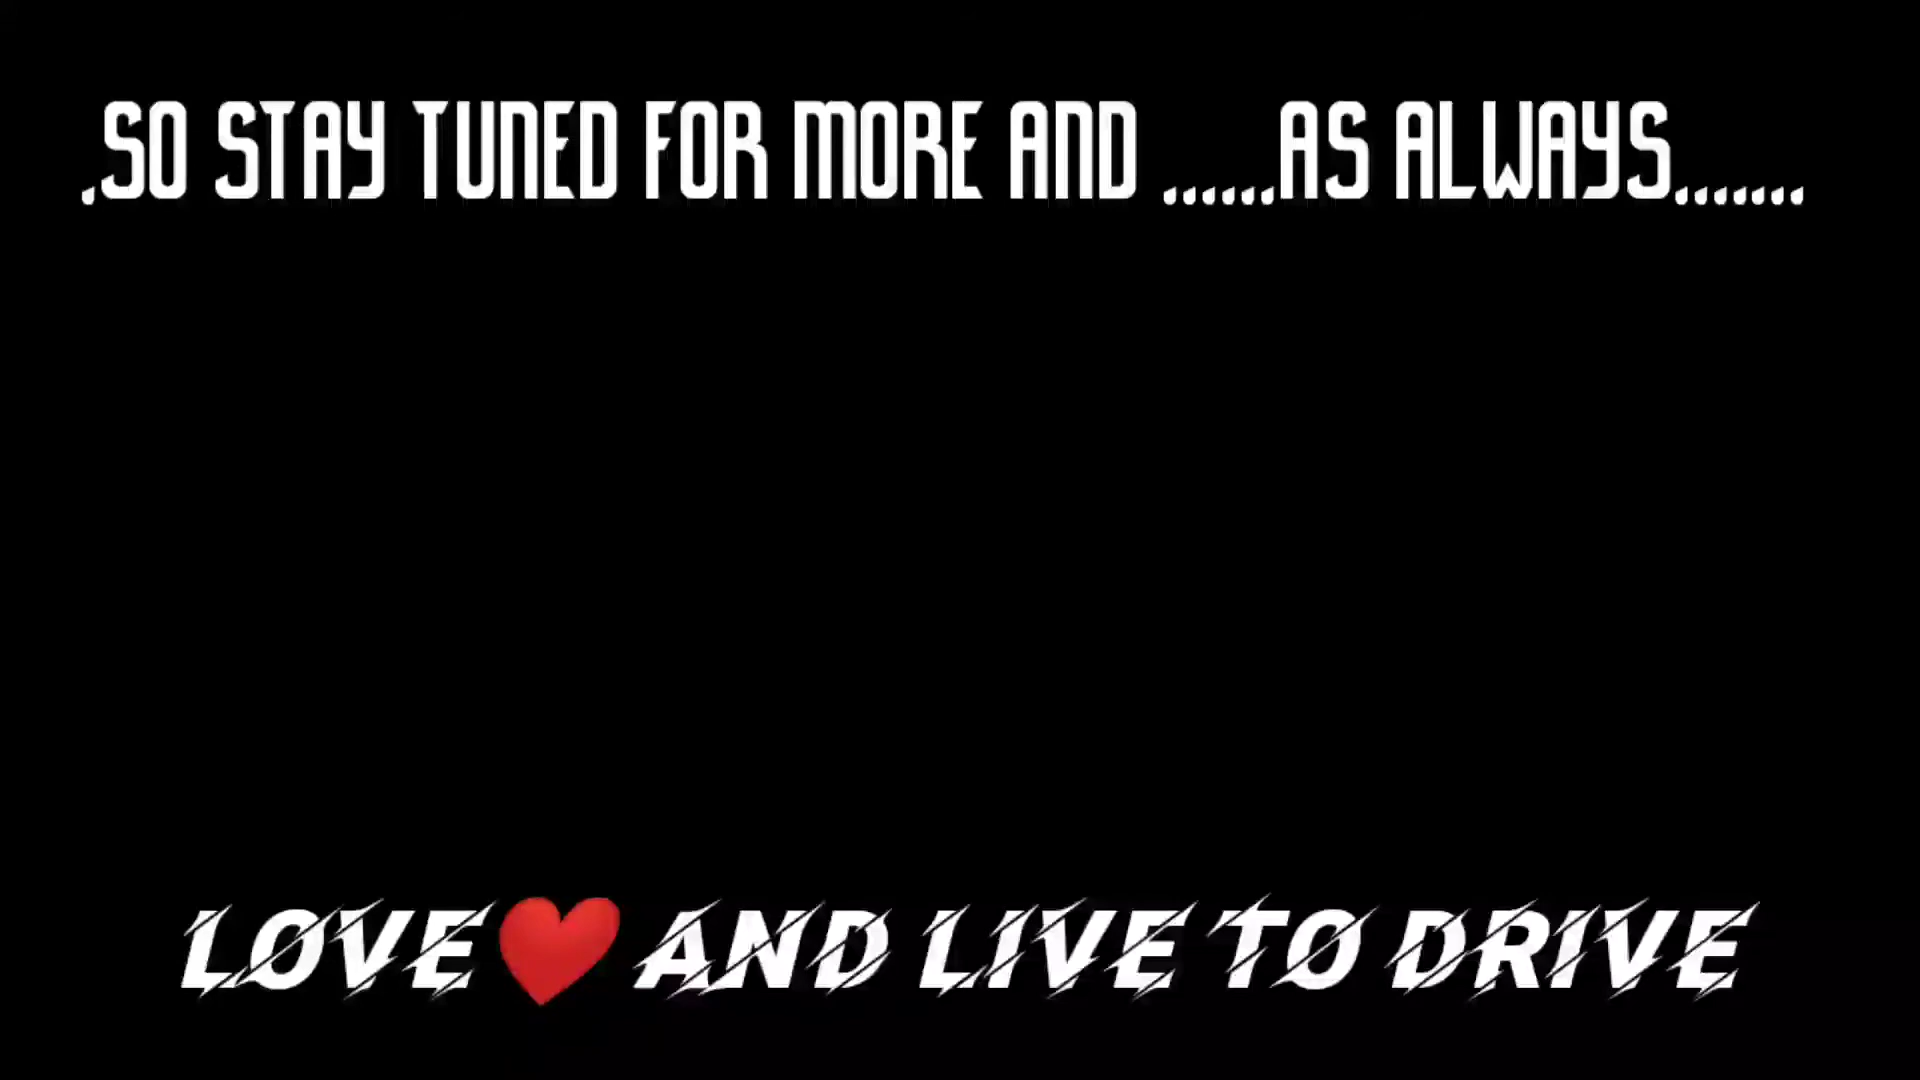 ,SO STAY TUNED FOR MORE AND ,,,,,,AS ALWAYS,,,,,,,
LOVE❤️ AND LIVE TO DRIVE